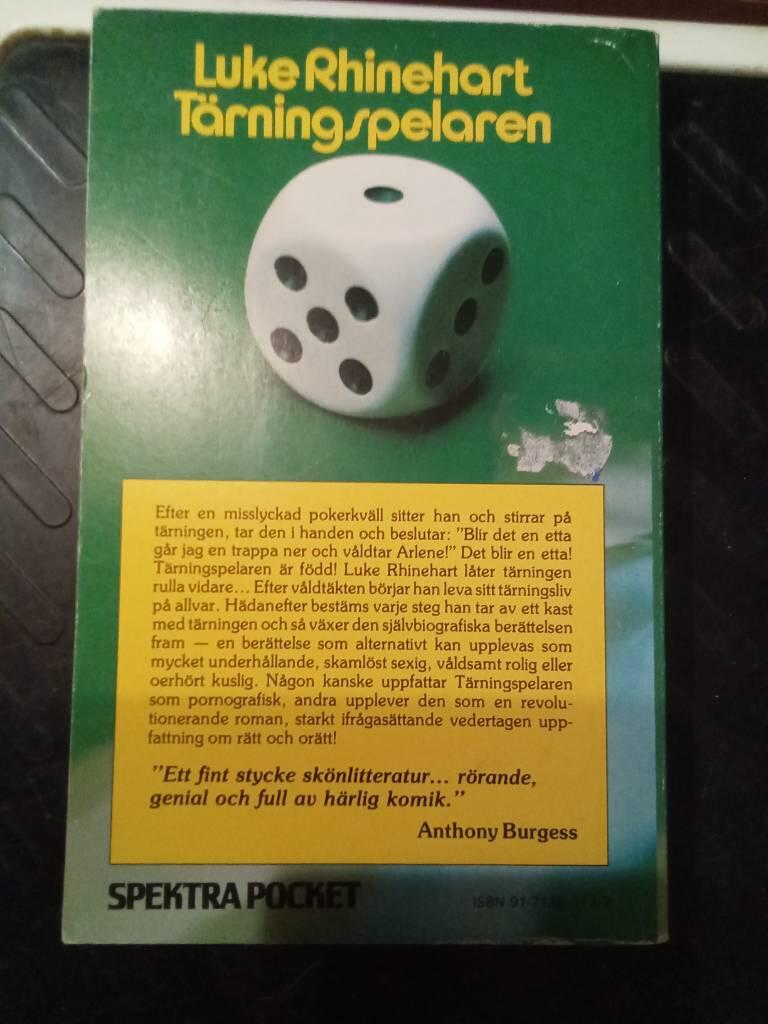 Luke Rhinehart
Tärningspelaren
Efter en misslyckad pokerkväll sitter han och stirrar på
tärningen, tar den i handen och beslutar: "Blir det en etta
går jag en trappa ner och våldtar Arlene!" Det blir en etta!
Tärningspelaren är född! Luke Rhinehart låter tärningen
rulla vidare... Efter våldtäkten börjar han leva sitt tärningsliv
på allvar. Hädanefter bestäms varje steg han tar av ett kast
med tärningen och så växer den självbiografiska berättelsen
fram — en berättelse som alternativt kan upplevas som
mycket underhållande, skamlöst sexig, våldsamt rolig eller
oerhört kuslig. Någon kanske uppfattar Tärningspelaren
som pornografisk, andra upplever den som en revolu-
tionerande roman, starkt ifrågasättande vedertagen upp-
fattning om rätt och orätt!
"Ett fint stycke skönlitteratur... rörande,
genial och full av härlig komik."
Anthony Burgess
SPEKTRA POCKET
ISBN